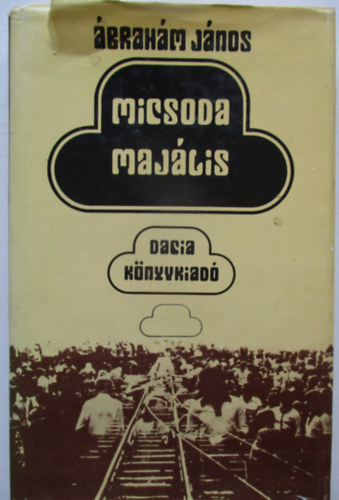 ÁBRAHÁM JÁNOS
MICSODA
MAJÁLIS
DACIA
KÖNYVKIADÓ